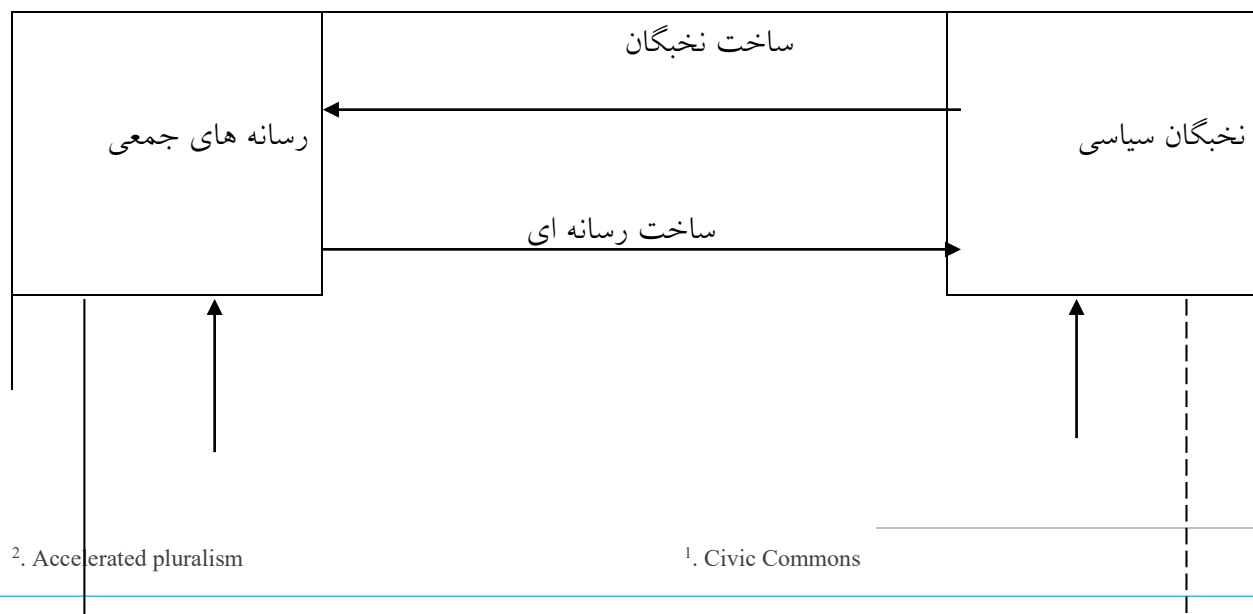 ساخت نخبگان
نخبگان سیاسی
رسانه های جمعی
ساخت رسانه ای
1. Civic Commons
2. Accelerated pluralism